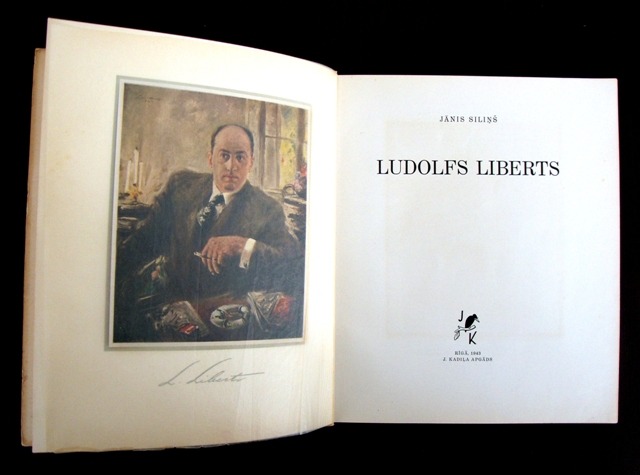 L. Liberts
JĀNIS SILIŅŠ
LUDOLFS LIBERTS
J
K
RĪGĀ, 1943
J. KADIĻA APGĀDS